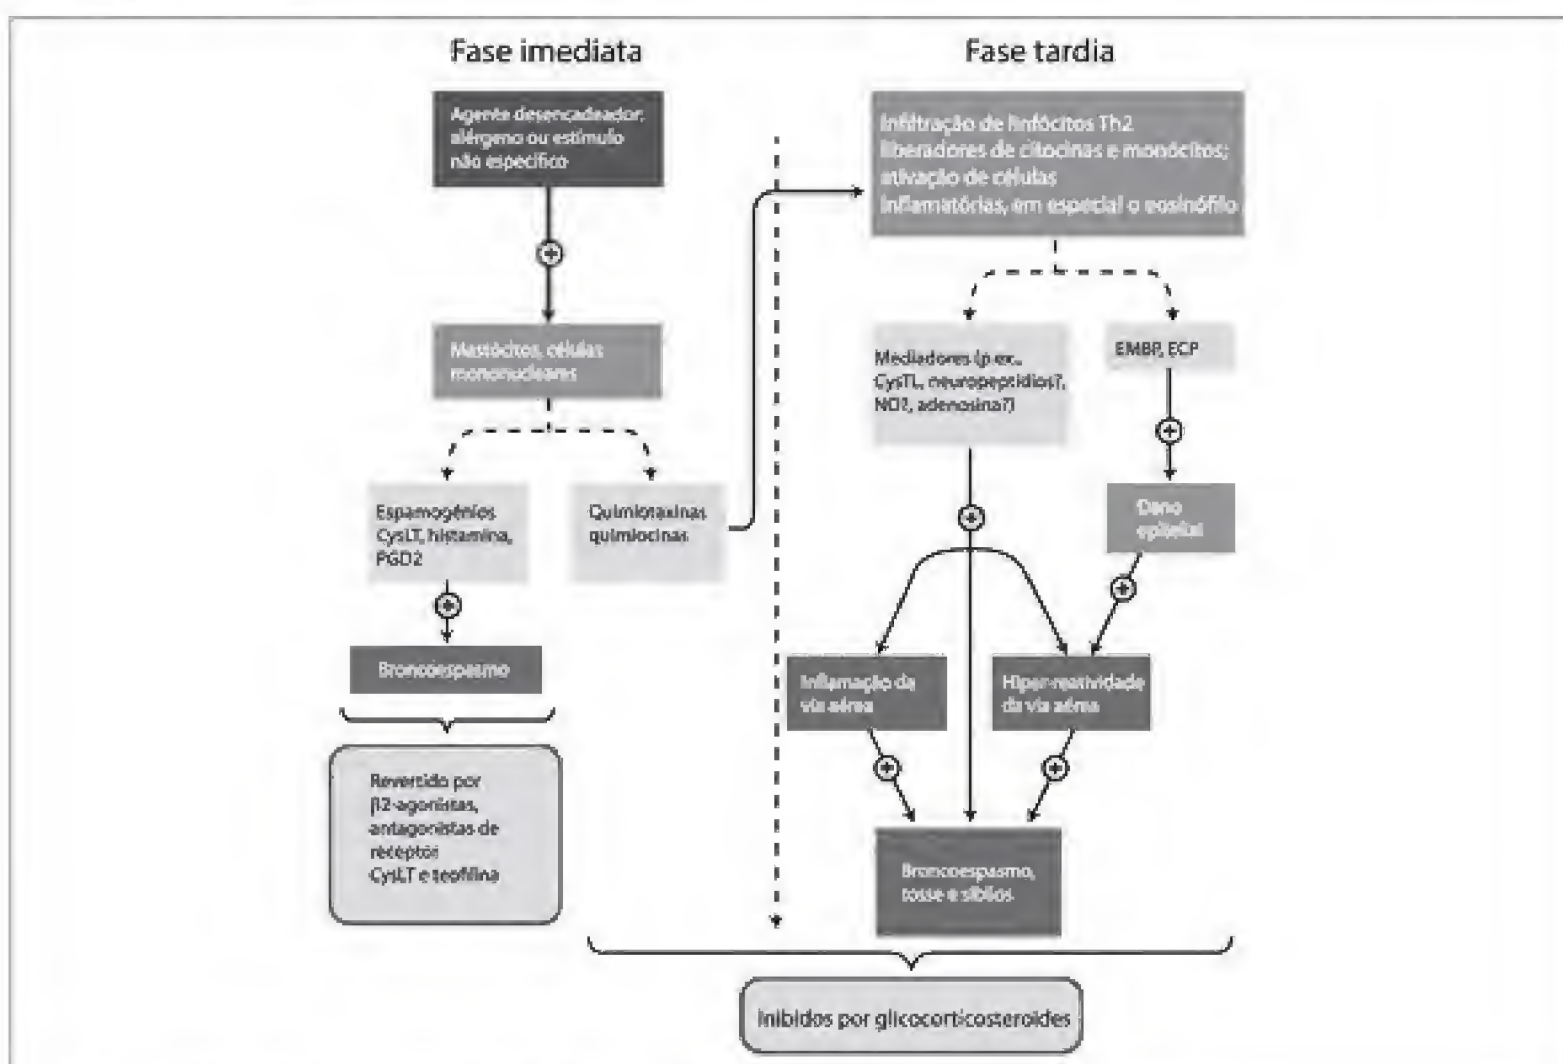 Fase imediata
Agente desencadeador:
alérgeno ou estímulo
não específico
Mastócitos, células
mononucleares
Espamogênios
CysLT, histamina,
PGD2
Quimiotaxinas
quimiocinas
Broncoespasmo
Revertido por
β2-agonistas,
antagonistas de
receptor
CysLT e teofilina
Fase tardia
Infiltração de linfócitos Th2
liberadores de citocinas e monócitos;
ativação de células
inflamatórias, em especial o eosinófilo
Mediadores (p.ex.,
CysTL, neuropeptídios?,
NO?, adenosina?)
EMBP, ECP
Dano
epitelial
Inflamação da
via aérea
Hiper-reatividade
da via aérea
Broncoespasmo,
tosse e sibilos
Inibidos por glicocorticosteroides